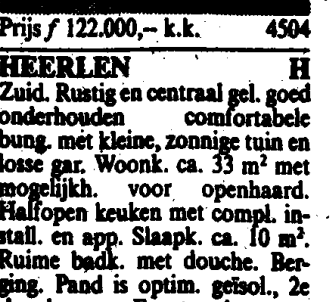 Prijs ƒ 122.000,– k.k. 4504
HEERLEN H
Zuid. Rustig en centraal gel. goed
onderhouden comfortabele
bung. met kleine, zonnige tuin en
losse gar. Woonk. ca. 33 m² met
mogelijkh. voor openhaard.
Halfopen keuken met compl. in-
stall. en app. Slaapk. ca. 10 m².
Ruime badk. met douche. Ber-
ging. Pand is optim. geïsol., 2e